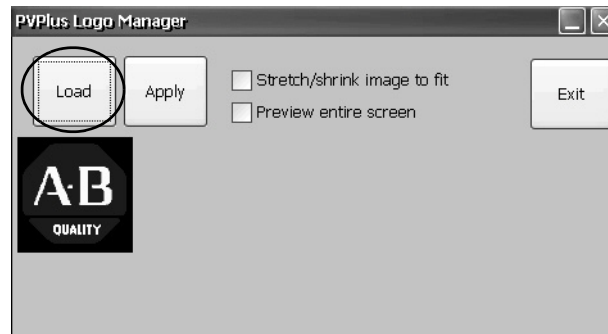 PVPlus Logo Manager
Load
Apply
Stretch/shrink image to fit
Preview entire screen
Exit
A·B
QUALITY